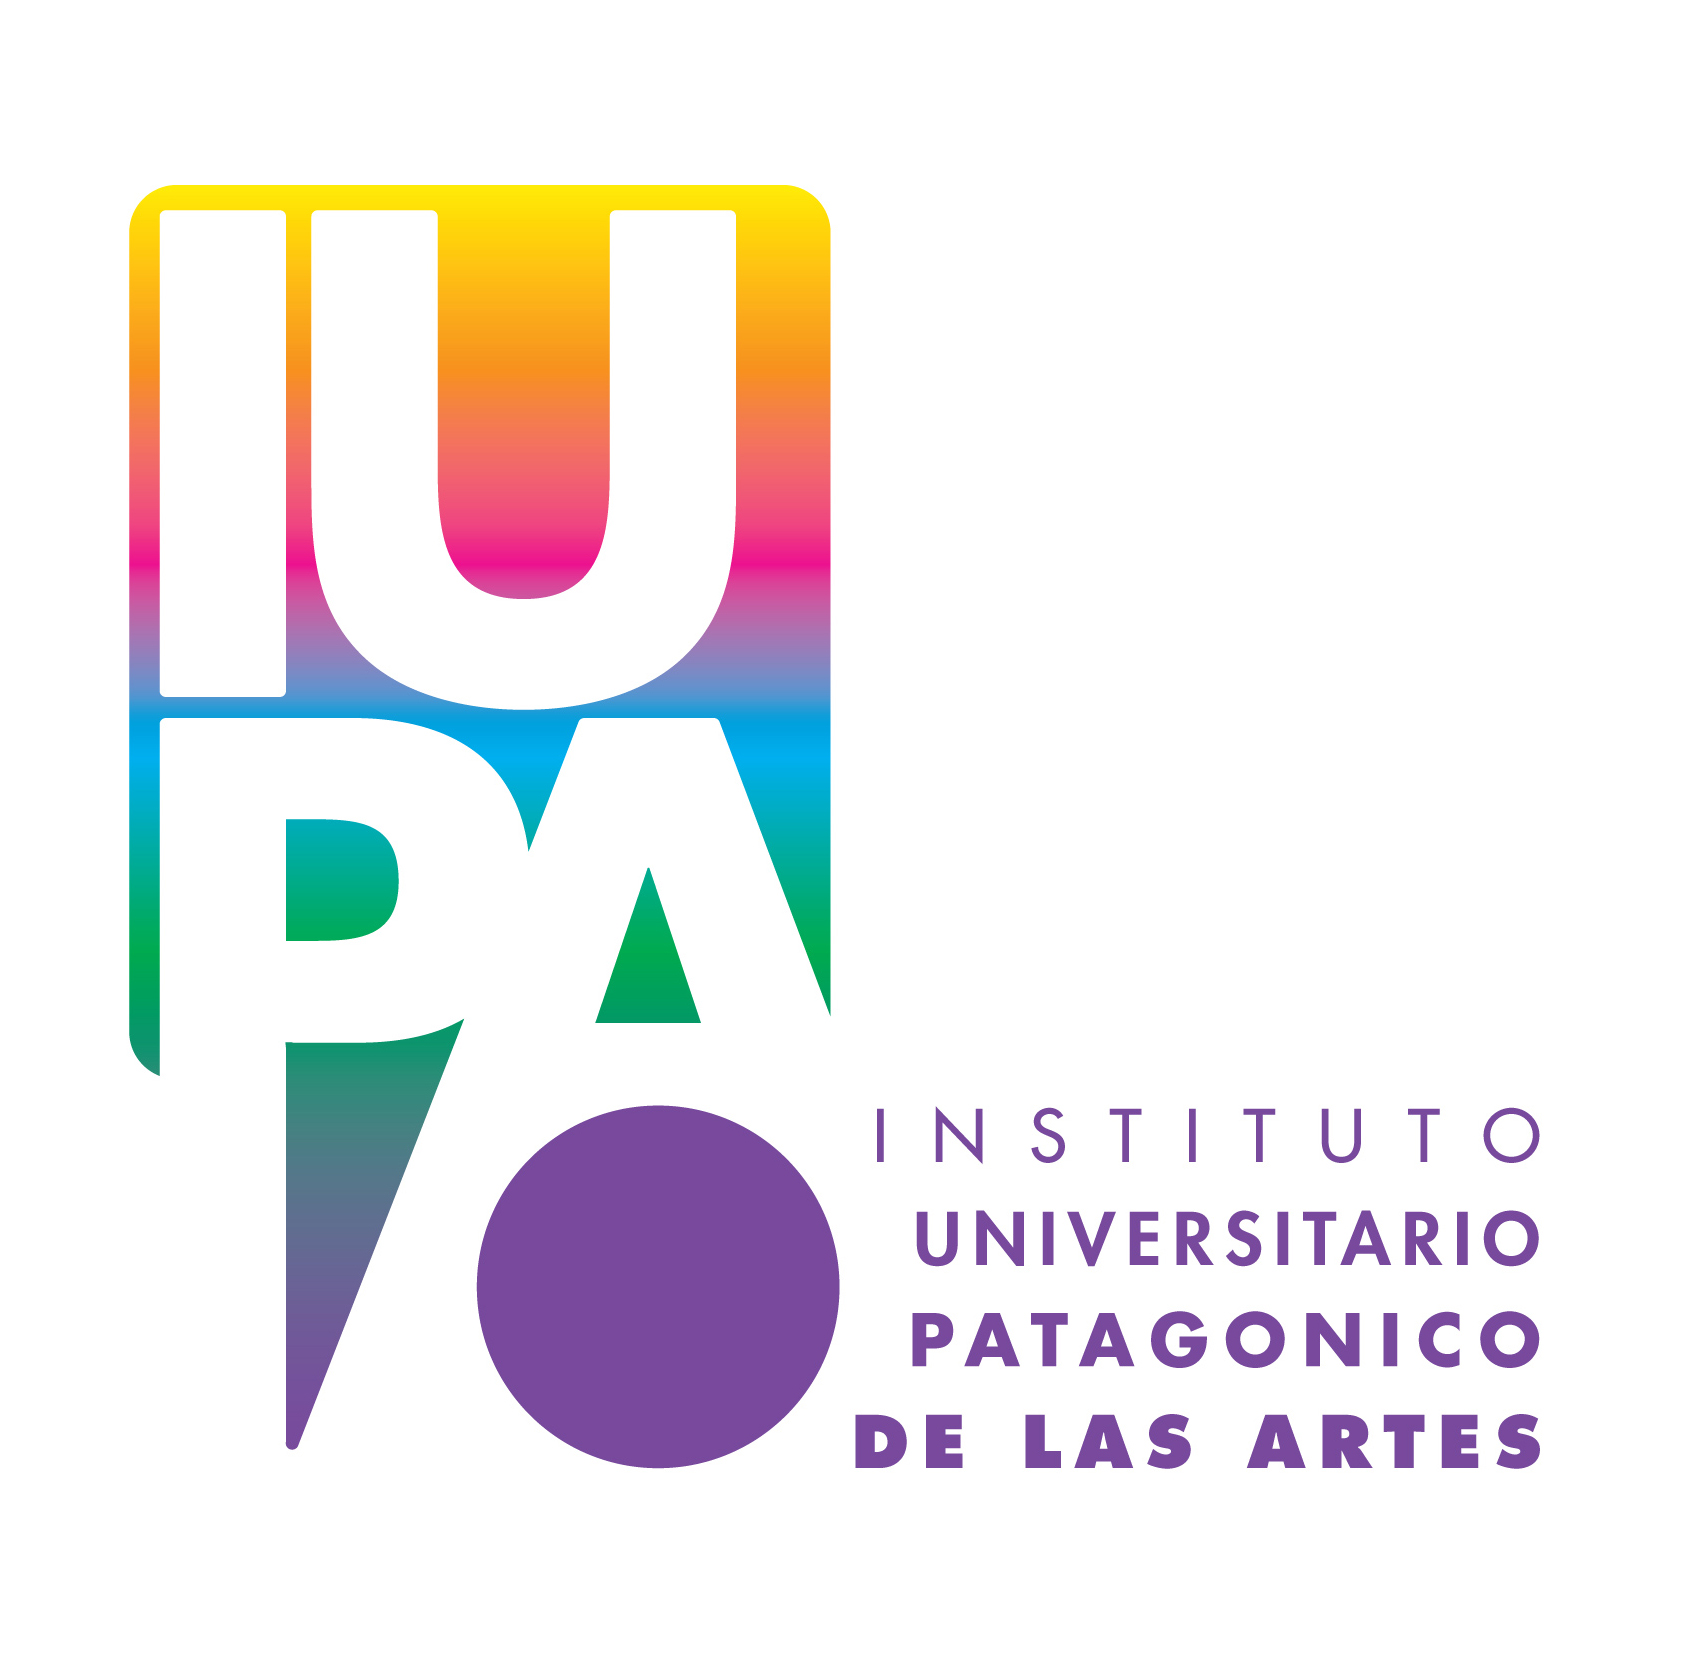 IU
PA
INSTITUTO
UNIVERSITARIO
PATAGONICO
DE LAS ARTES